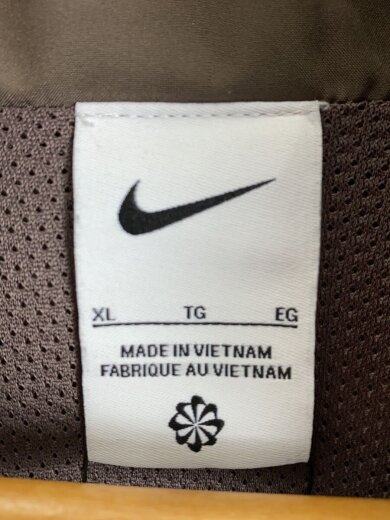 XL TG EG
MADE IN VIETNAM
FABRIQUE AU VIETNAM